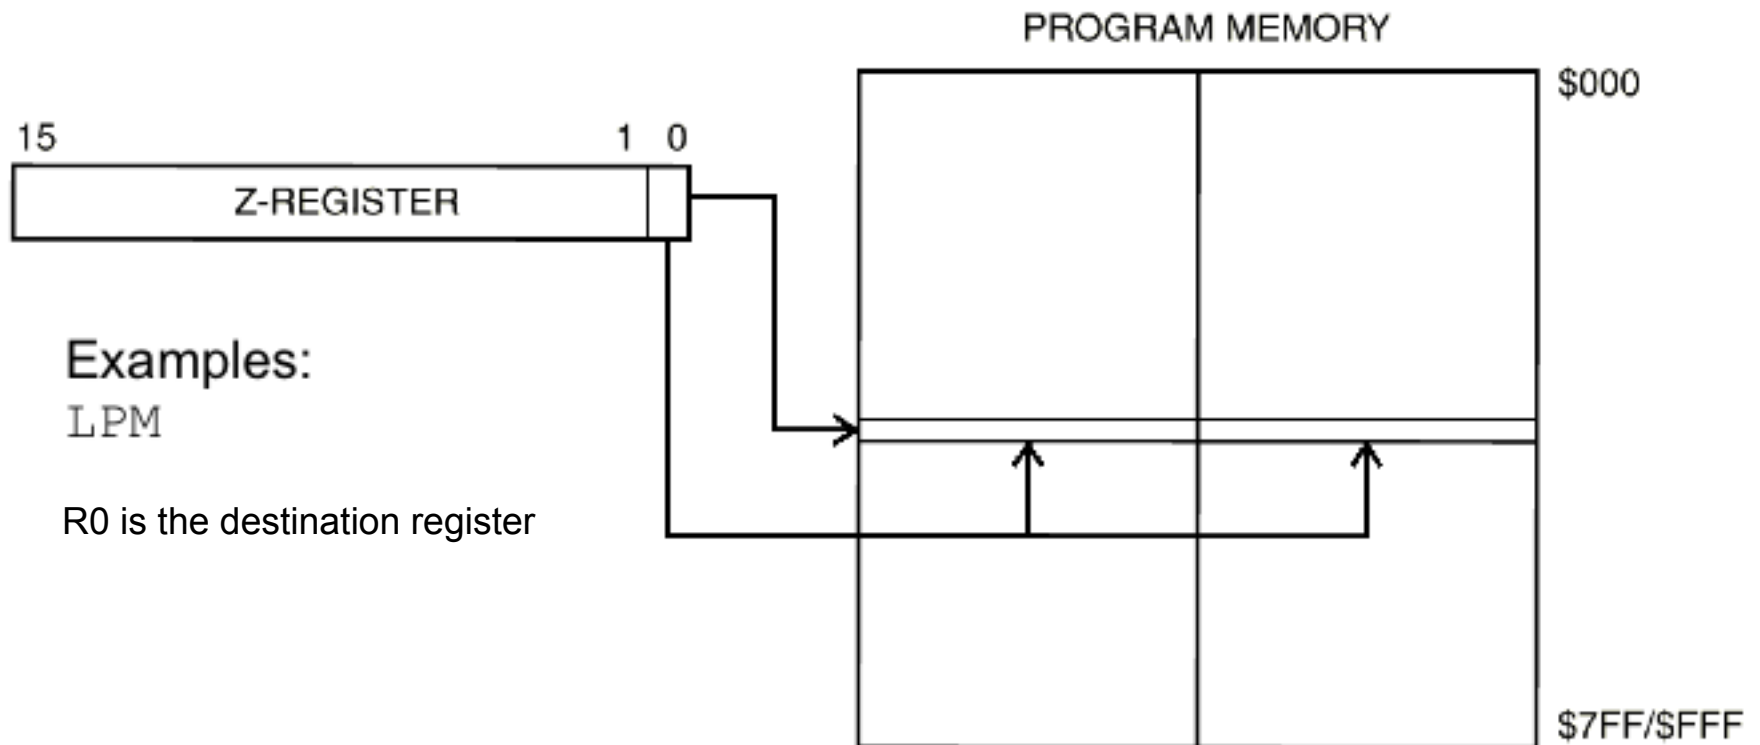 PROGRAM MEMORY
$000
15 1 0
Z-REGISTER
Examples:
LPM
R0 is the destination register
$7FF/$FFF